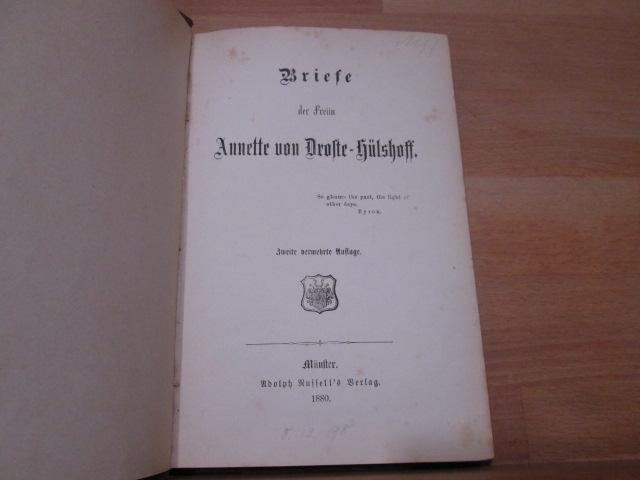 Briefe
der Freiin
Annette von Droste-Hülshoff.
So gleams the past, the light of
other days.
Byron.
Zweite vermehrte Auflage.
Münster.
Adolph Russell's Verlag.
1880.